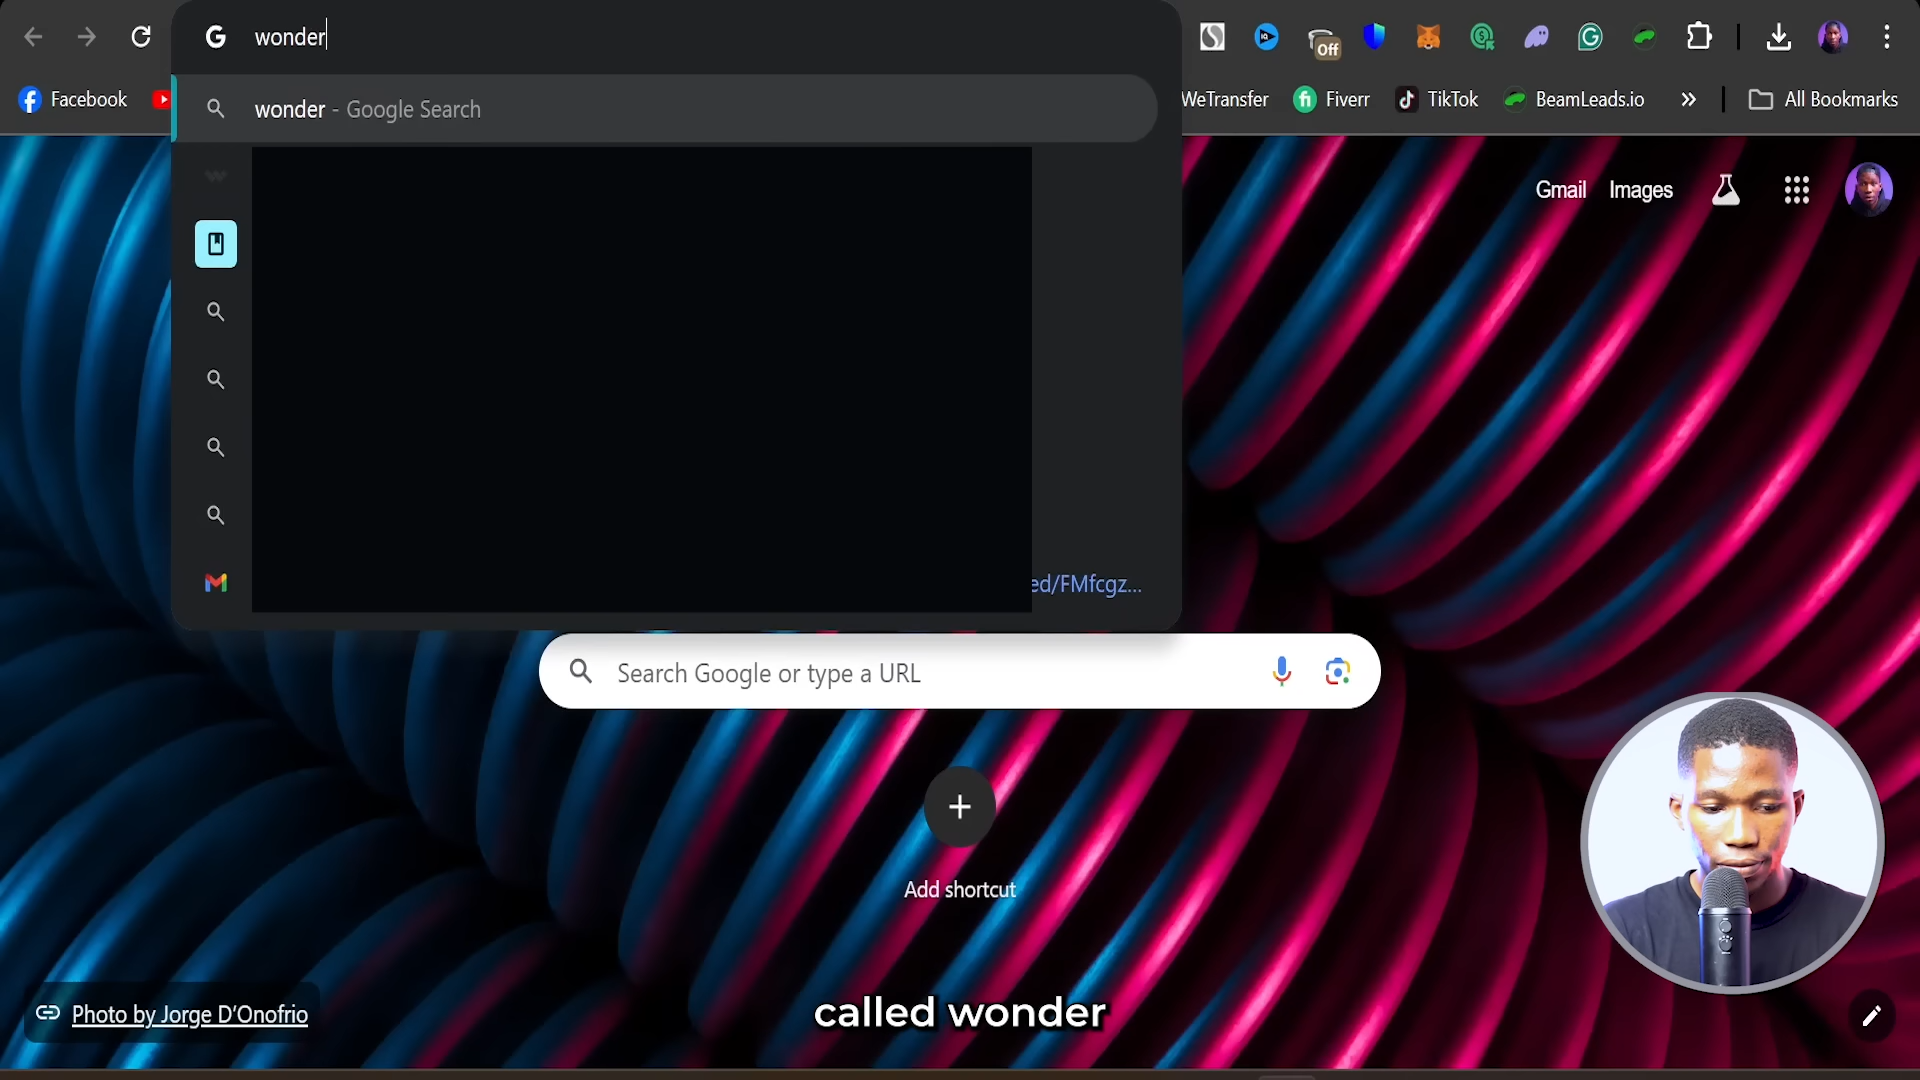 wonder
Off
wonder - Google Search
Facebook
WeTransfer
Fiverr
TikTok
BeamLeads.io
All Bookmarks
Gmail
Images
ed/FMfcgz...
Search Google or type a URL
Add shortcut
Photo by Jorge D'Onofrio
called wonder